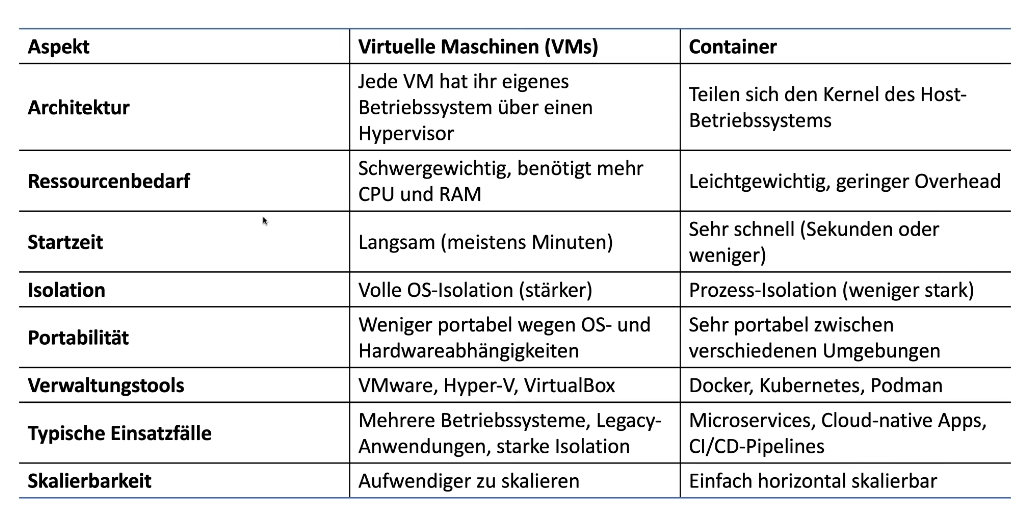 Aspekt Virtuelle Maschinen (VMs) Container
Architektur
Jede VM hat ihr eigenes
Betriebssystem über einen
Hypervisor
Teilen sich den Kernel des Host-
Betriebssystems
Ressourcenbedarf
Schwergewichtig, benötigt mehr
CPU und RAM
Leichtgewichtig, geringer Overhead
Startzeit
Langsam (meistens Minuten)
Sehr schnell (Sekunden oder
weniger)
Isolation
Volle OS-Isolation (stärker)
Prozess-Isolation (weniger stark)
Portabilität
Weniger portabel wegen OS- und
Hardwareabhängigkeiten
Sehr portabel zwischen
verschiedenen Umgebungen
Verwaltungstools
VMware, Hyper-V, VirtualBox
Docker, Kubernetes, Podman
Typische Einsatzfälle
Mehrere Betriebssysteme, Legacy-
Anwendungen, starke Isolation
Microservices, Cloud-native Apps,
CI/CD-Pipelines
Skalierbarkeit
Aufwendiger zu skalieren
Einfach horizontal skalierbar